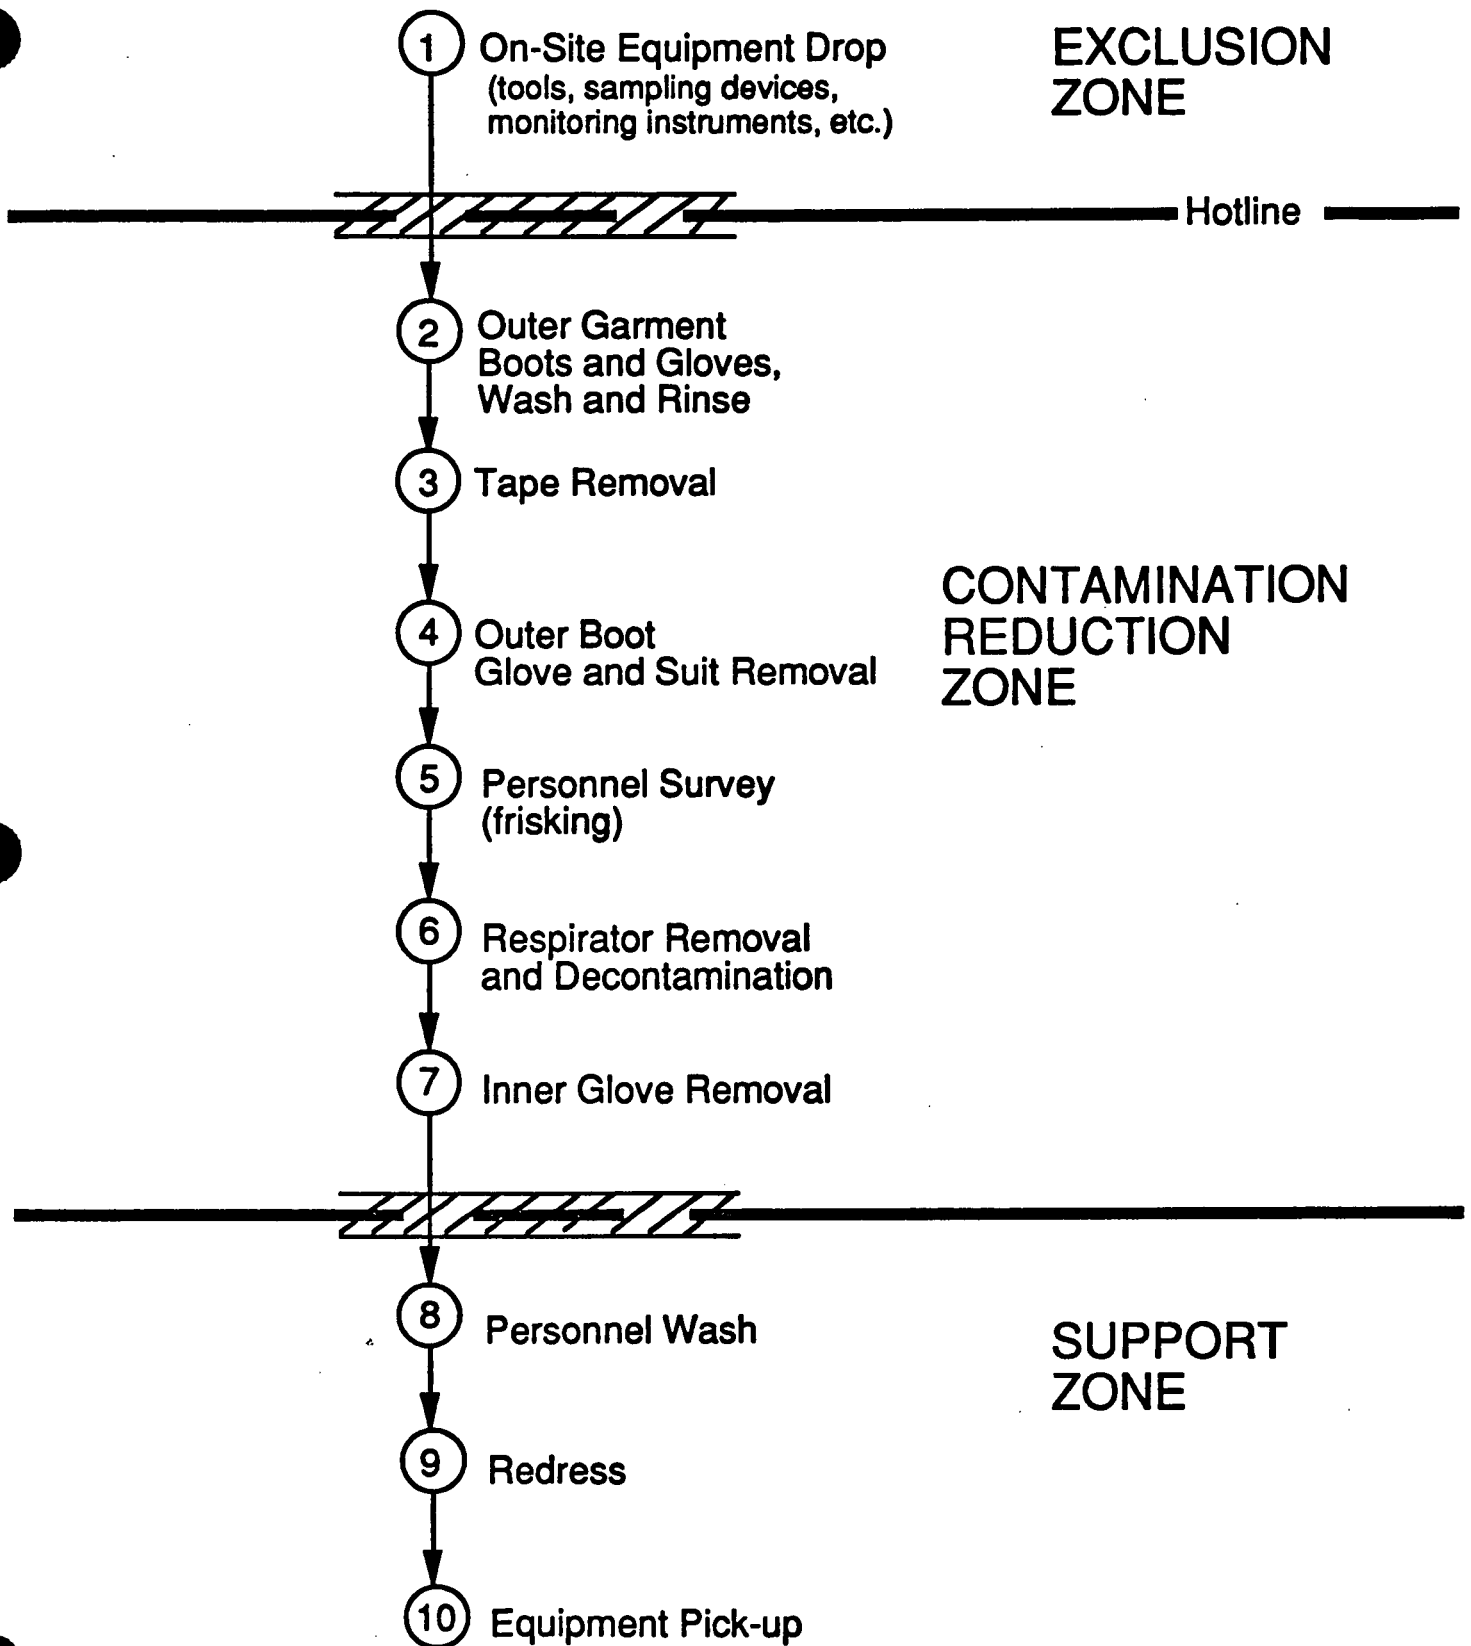 1 On-Site Equipment Drop
(tools, sampling devices,
monitoring instruments, etc.)
EXCLUSION
ZONE
Hotline
2 Outer Garment
Boots and Gloves,
Wash and Rinse
3 Tape Removal
4 Outer Boot
Glove and Suit Removal
CONTAMINATION
REDUCTION
ZONE
5 Personnel Survey
(frisking)
6 Respirator Removal
and Decontamination
7 Inner Glove Removal
8 Personnel Wash
SUPPORT
ZONE
9 Redress
10 Equipment Pick-up